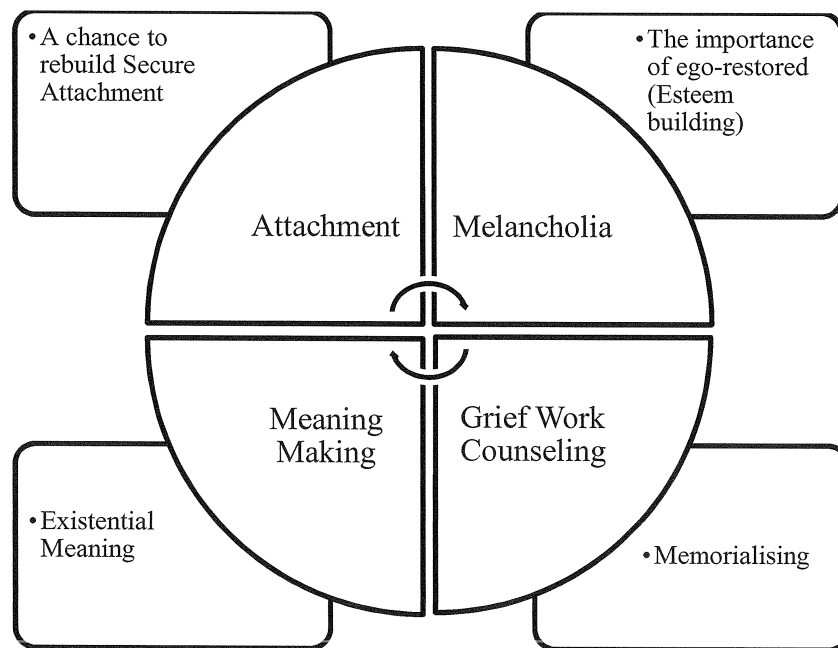 •A chance to
rebuild Secure
Attachment
•The importance
of ego-restored
(Esteem
building)
Attachment
Melancholia
Meaning
Making
Grief Work
Counseling
•Existential
Meaning
•Memorialising